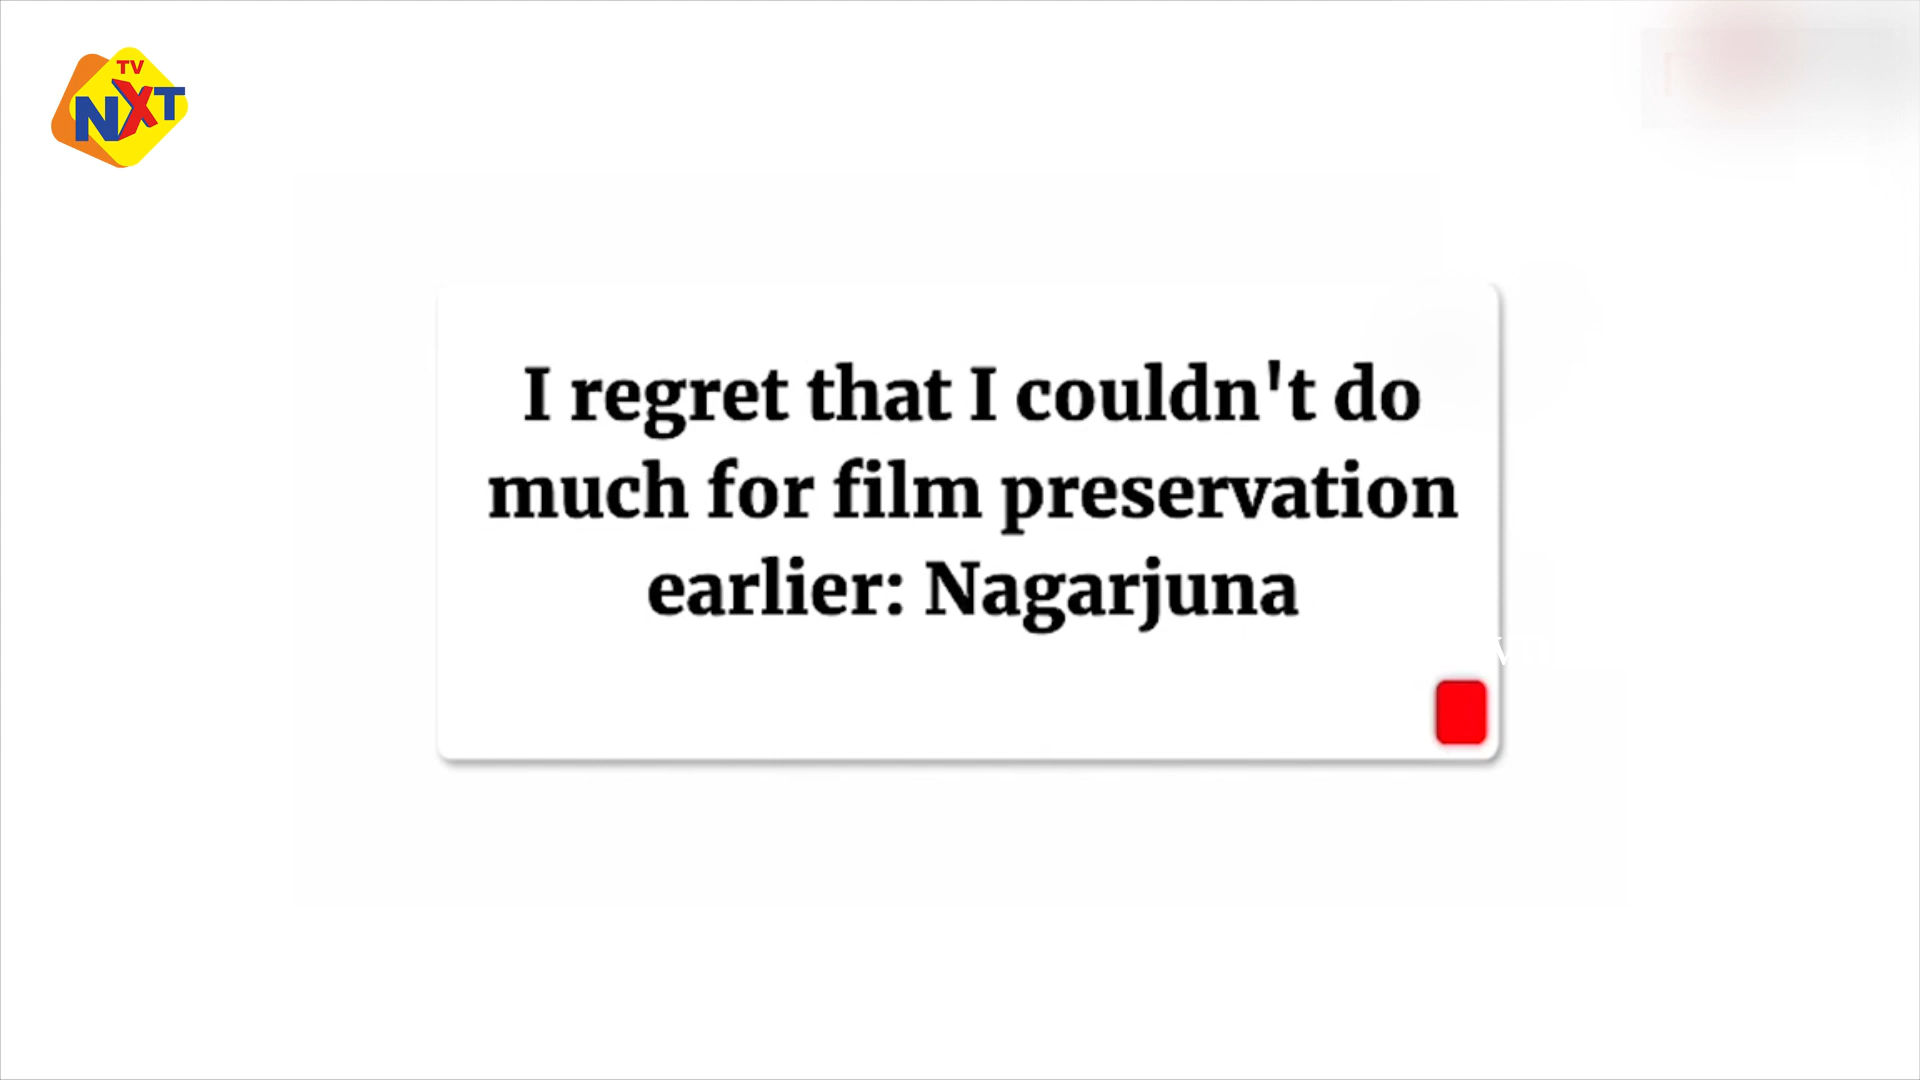 TV
NXT
I regret that I couldn't do
much for film preservation
earlier: Nagarjuna